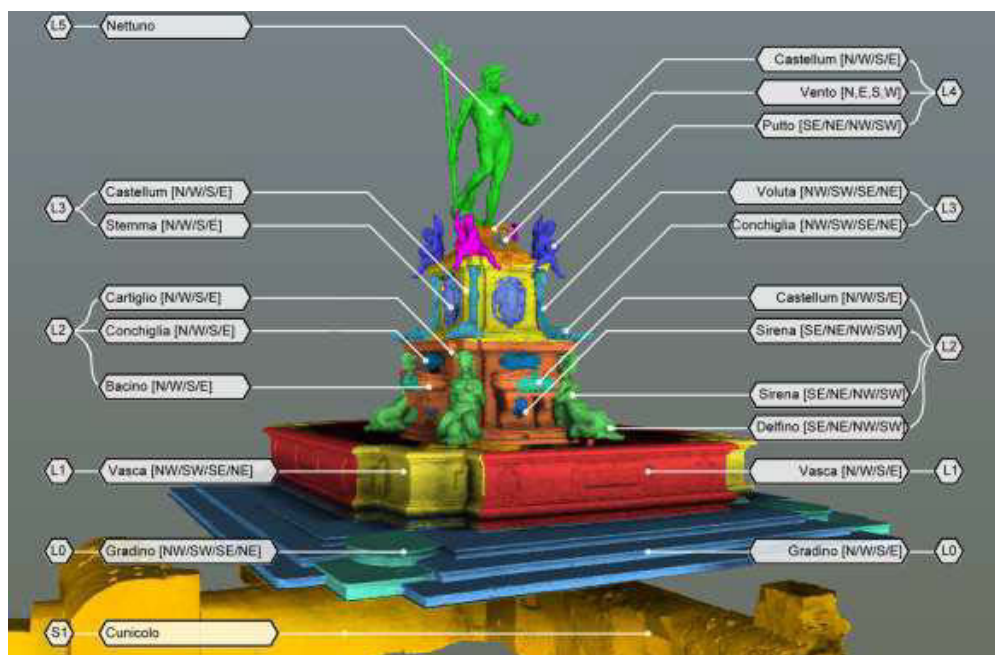 L5 Nettuno
Castellum [N/W/S/E]
Vento [N,E,S,W]
L4
Putto [SE/NE/NW/SW]
Castellum [N/W/S/E]
L3
Stemma [N/W/S/E]
Voluta [NW/SW/SE/NE]
L3
Conchiglia [NW/SW/SE/NE]
Cartiglio [N/W/S/E]
L2
Conchiglia [N/W/S/E]
Bacino [N/W/S/E]
Castellum [N/W/S/E]
Sirena [SE/NE/NW/SW]
L2
Sirena [SE/NE/NW/SW]
Delfino [SE/NE/NW/SW]
L1 Vasca [NW/SW/SE/NE]
Vasca [N/W/S/E] L1
L0 Gradino [NW/SW/SE/NE]
Gradino [N/W/S/E] L0
S1 Cunicolo